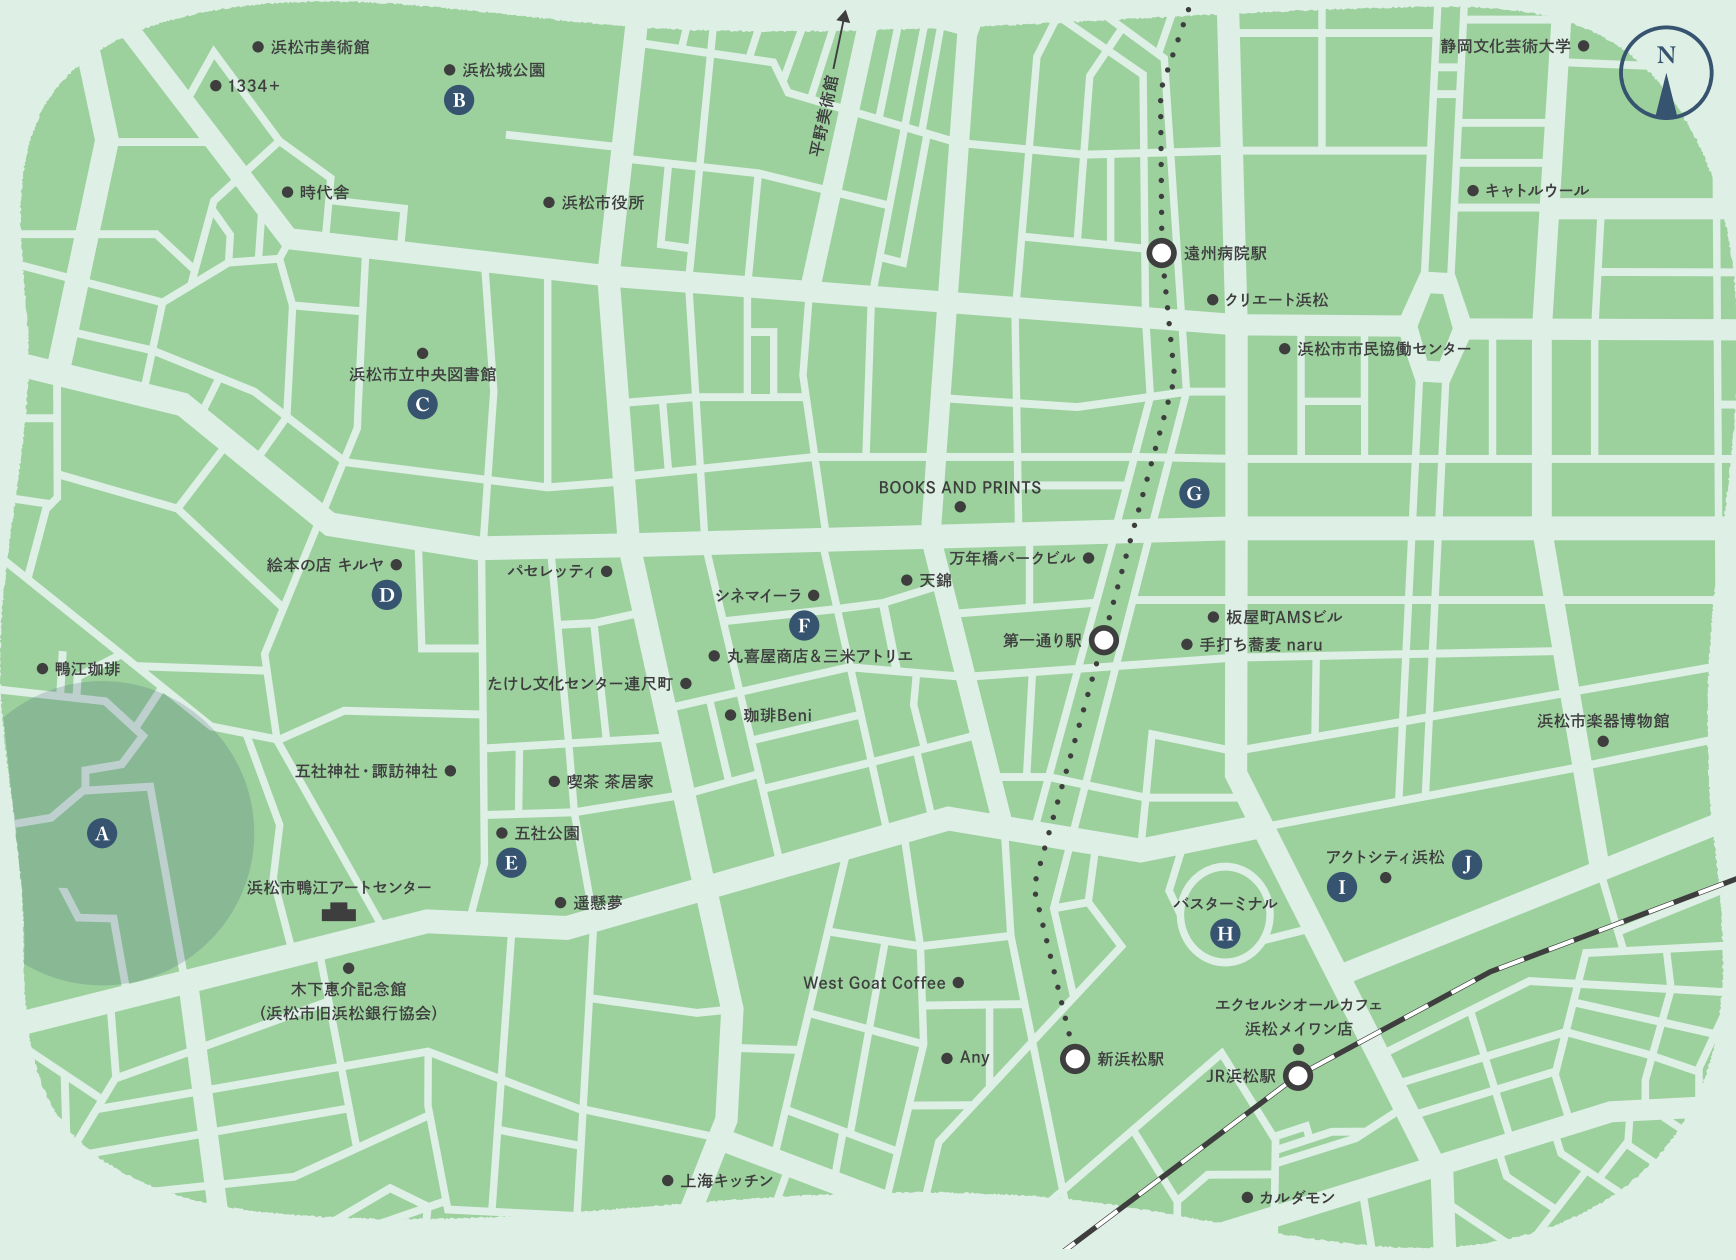 浜松市美術館
1334+
浜松城公園
B
平野美術館
静岡文化芸術大学
N
時代舎
浜松市役所
キャトルウール
遠州病院駅
クリエート浜松
浜松市市民協働センター
浜松市立中央図書館
C
BOOKS AND PRINTS
G
絵本の店 キルヤ
D
パセレッティ
シネマイーラ
F
天錦
万年橋パークビル
板屋町AMSビル
第一通り駅
手打ち蕎麦 naru
鴨江珈琲
丸喜屋商店&三米アトリエ
たけし文化センター連尺町
珈琲Beni
浜松市楽器博物館
五社神社・諏訪神社
喫茶 茶居家
A
五社公園
E
アクトシティ浜松
I
J
浜松市鴨江アートセンター
遥懸夢
バスターミナル
H
木下恵介記念館
(浜松市旧浜松銀行協会)
West Goat Coffee
エクセルシオールカフェ
浜松メイワン店
Any
新浜松駅
JR浜松駅
上海キッチン
カルダモン